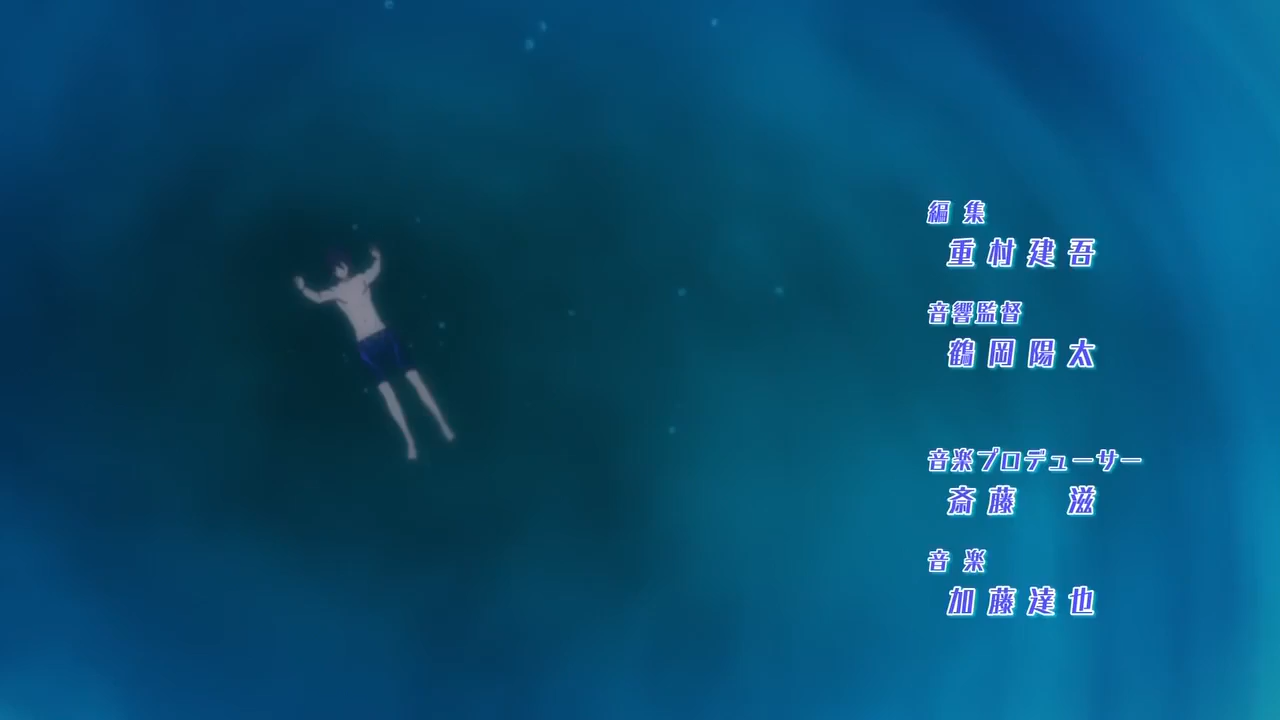 編 集
重 村 建 吾
音響監督
鶴 岡 陽 太
音楽プロデューサー
斎 藤　 滋
音 楽
加 藤 達 也